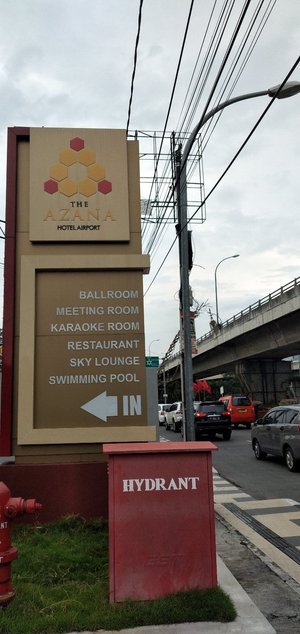 THE
AZANA
HOTEL AIRPORT
BALLROOM
MEETING ROOM
KARAOKE ROOM
RESTAURANT
SKY LOUNGE
SWIMMING POOL
IN
HYDRANT